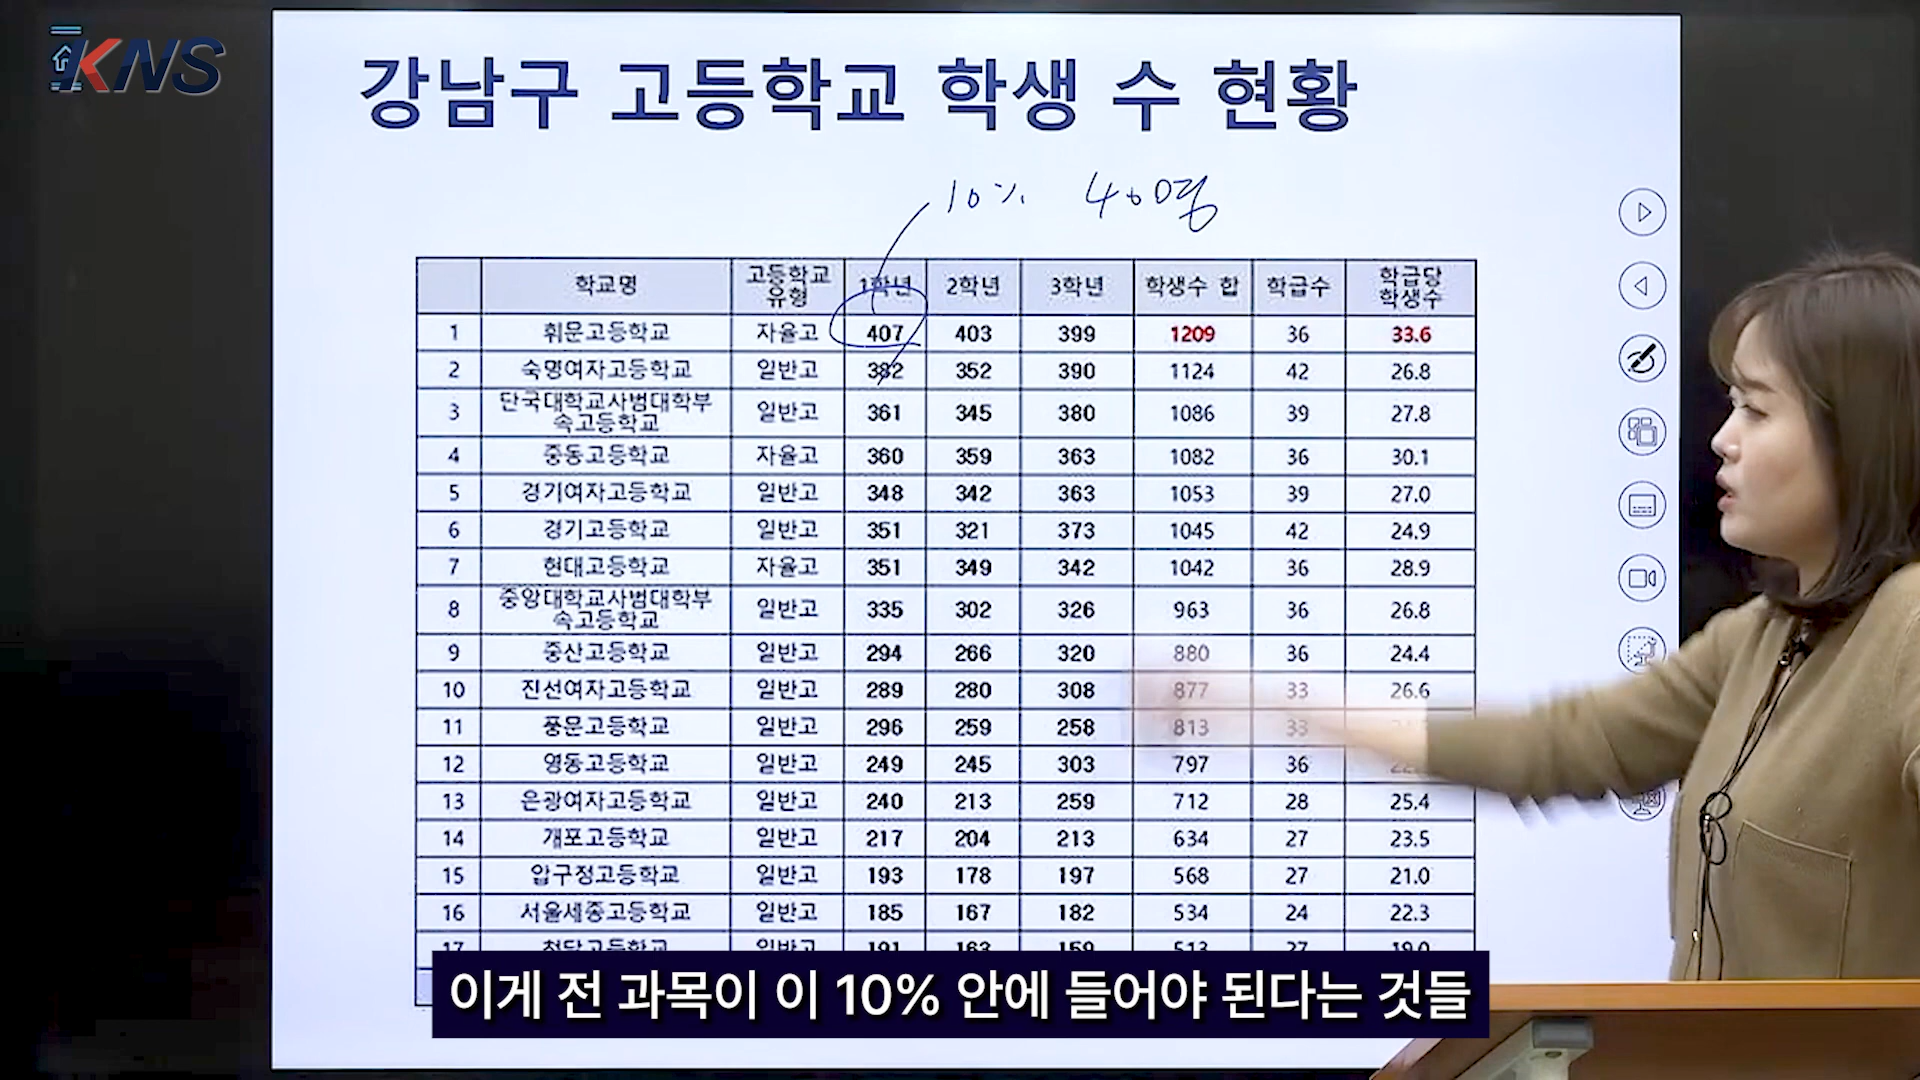 KNS
강남구 고등학교 학생 수 현황
10% 40명
학교명 고등학교 유형 1학년 2학년 3학년 학생수 합 학급수 학급당 학생수
1 휘문고등학교 자율고 407 403 399 1209 36 33.6
2 숙명여자고등학교 일반고 382 352 390 1124 42 26.8
3 단국대학교사범대학부속고등학교 일반고 361 345 380 1086 39 27.8
4 중동고등학교 자율고 360 359 363 1082 36 30.1
5 경기여자고등학교 일반고 348 342 363 1053 39 27.0
6 경기고등학교 일반고 351 321 373 1045 42 24.9
7 현대고등학교 자율고 351 349 342 1042 36 28.9
8 중앙대학교사범대학부속고등학교 일반고 335 302 326 963 36 26.8
9 중산고등학교 일반고 294 266 320 880 36 24.4
10 진선여자고등학교 일반고 289 280 308 877 33 26.6
11 풍문고등학교 일반고 296 259 258 813 33
12 영동고등학교 일반고 249 245 303 797 36
13 은광여자고등학교 일반고 240 213 259 712 28 25.4
14 개포고등학교 일반고 217 204 213 634 27 23.5
15 압구정고등학교 일반고 193 178 197 568 27 21.0
16 서울세종고등학교 일반고 185 167 182 534 24 22.3
17 청담고등학교 일반고 191 163 159 513 27 19.0
이게 전 과목이 이 10% 안에 들어야 된다는 것들